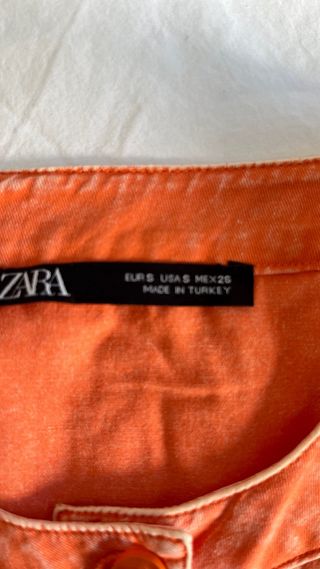 ZARA
EUR S USA S MEX 26
MADE IN TURKEY